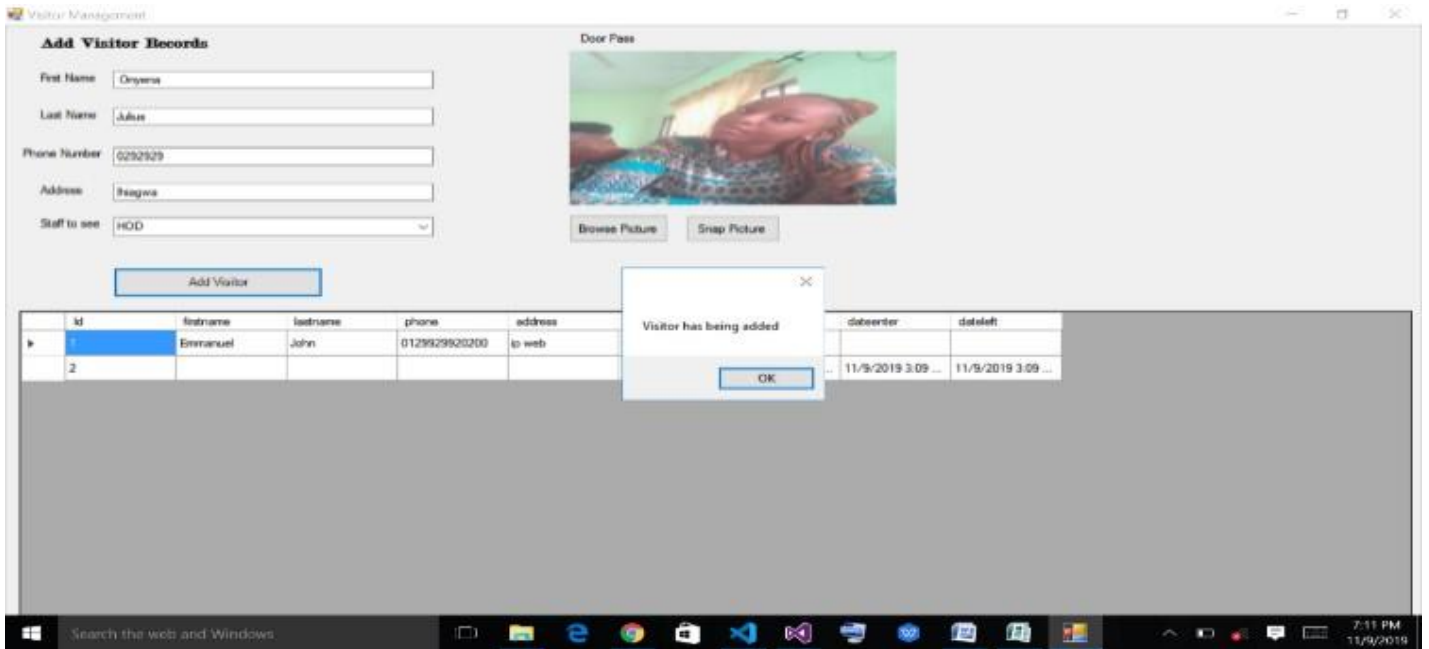 Visitor Management
Add Visitor Records
Door Pass
First Name
Onyema
Last Name Julius
Phone Number 0292929
Address Ihiagwa
Staff to see HOD
Browse Picture Snap Picture
Add Visitor
Visitor has being added
OK
Id firstname lastname phone address dateenter dateleft
1 Emmanuel John 0129929920200 ip web
2 .. 11/9/2019 3:09 ... 11/9/2019 3:09 ...
Search the web and Windows
7:11 PM
11/9/2019